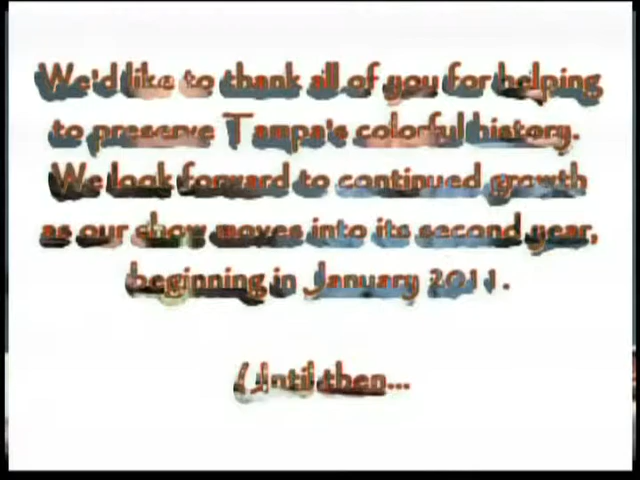 We'd like to thank all of you for helping
to preserve Tampa's colorful history.
We look forward to continued growth
as our show moves into its second year,
beginning in January 2011.
Until then...